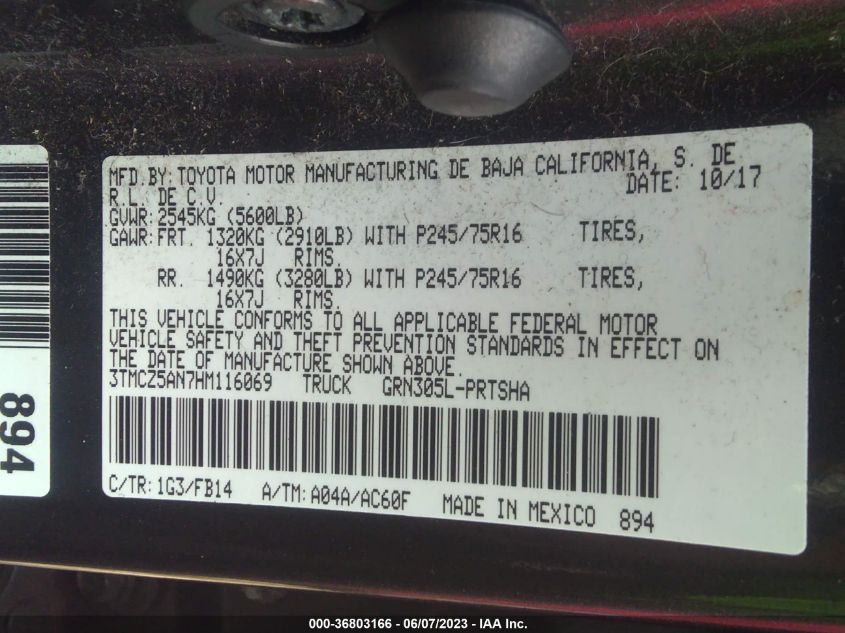 MFD.BY:TOYOTA MOTOR MANUFACTURING DE BAJA CALIFORNIA, S. DE
R.L. DE C.V.
DATE: 10/17
GVWR:2545KG (5600LB)
GAWR:FRT. 1320KG (2910LB) WITH P245/75R16 TIRES,
16X7J RIMS.
RR. 1490KG (3280LB) WITH P245/75R16 TIRES,
16X7J RIMS.
THIS VEHICLE CONFORMS TO ALL APPLICABLE FEDERAL MOTOR
VEHICLE SAFETY AND THEFT PREVENTION STANDARDS IN EFFECT ON
THE DATE OF MANUFACTURE SHOWN ABOVE.
3TMCZ5AN7HM116069 TRUCK GRN305L-PRTSHA
C/TR:1G3/FB14 A/TM:A04A/AC60F MADE IN MEXICO 894
894
000-36803166 - 06/07/2023 - IAA Inc.